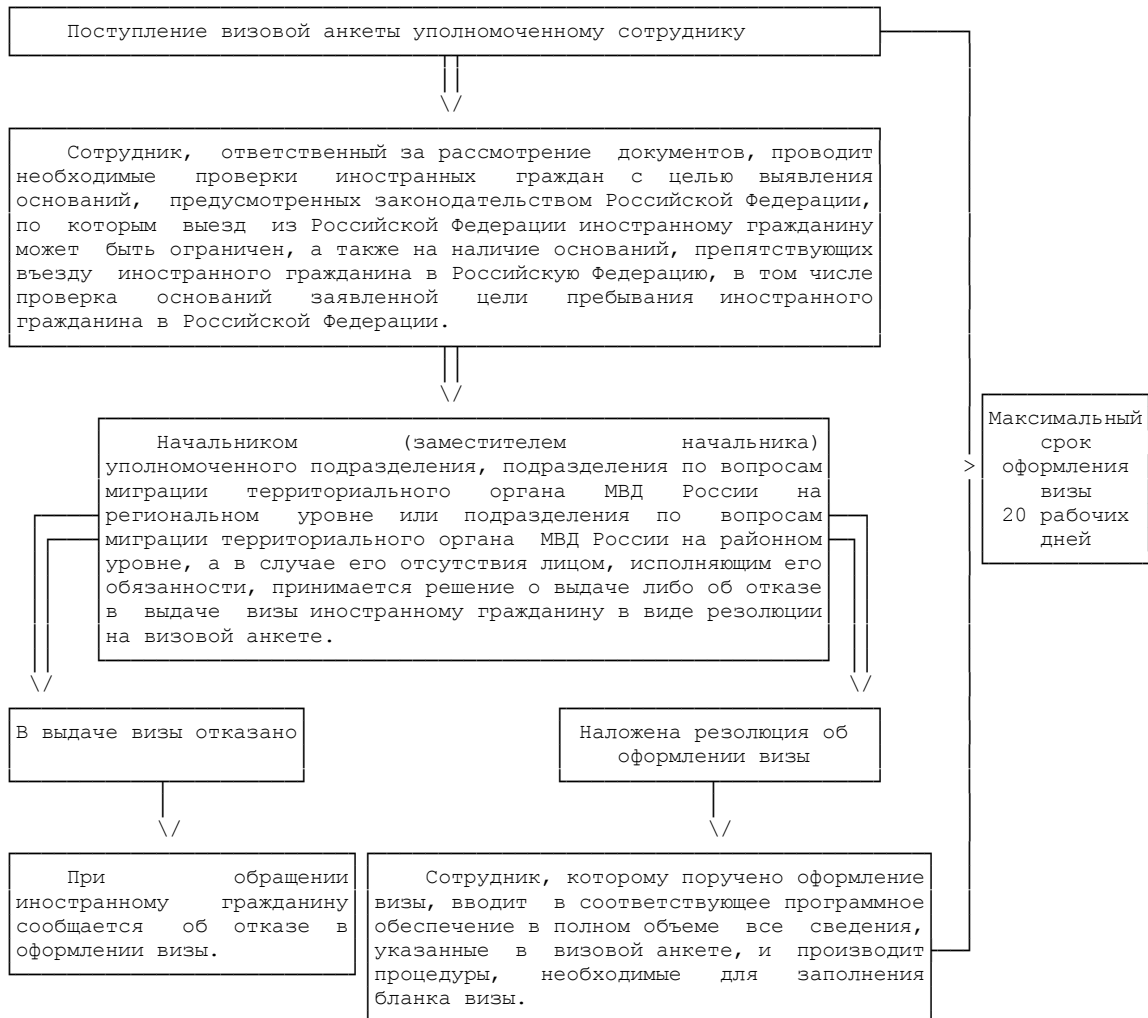 Поступление визовой анкеты уполномоченному сотруднику
\/
Сотрудник, ответственный за рассмотрение документов, проводит
необходимые проверки иностранных граждан с целью выявления
оснований, предусмотренных законодательством Российской Федерации,
по которым выезд из Российской Федерации иностранному гражданину
может быть ограничен, а также на наличие оснований, препятствующих
въезду иностранного гражданина в Российскую Федерацию, в том числе
проверка оснований заявленной цели пребывания иностранного
гражданина в Российской Федерации.
\/
Начальником (заместителем начальника)
уполномоченного подразделения, подразделения по вопросам
миграции территориального органа МВД России на
региональном уровне или подразделения по вопросам
миграции территориального органа МВД России на районном
уровне, а в случае его отсутствия лицом, исполняющим его
обязанности, принимается решение о выдаче либо об отказе
в выдаче визы иностранному гражданину в виде резолюции
на визовой анкете.
>
Максимальный
срок
оформления
визы
20 рабочих
дней
\/ \/
В выдаче визы отказано
Наложена резолюция об
оформлении визы
\/ \/
При обращении
иностранному гражданину
сообщается об отказе в
оформлении визы.
Сотрудник, которому поручено оформление
визы, вводит в соответствующее программное
обеспечение в полном объеме все сведения,
указанные в визовой анкете, и производит
процедуры, необходимые для заполнения
бланка визы.